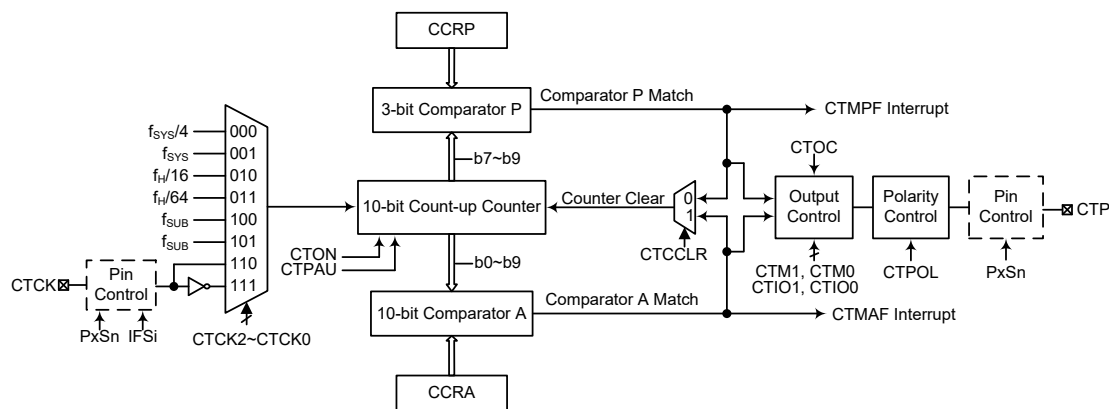 CCRP
3-bit Comparator P
Comparator P Match
CTMPF Interrupt
b7~b9
fSYS/4
fSYS
fH/16
fH/64
fSUB
fSUB
000
001
010
011
100
101
110
111
CTCK
Pin
Control
PxSn
IFSi
CTCK2~CTCK0
10-bit Count-up Counter
CTON
CTPAU
Counter Clear
0
1
CTCCLR
CTOC
Output
Control
CTM1, CTM0
CTIO1, CTIO0
Polarity
Control
CTPOL
Pin
Control
PxSn
CTP
b0~b9
10-bit Comparator A
Comparator A Match
CTMAF Interrupt
CCRA